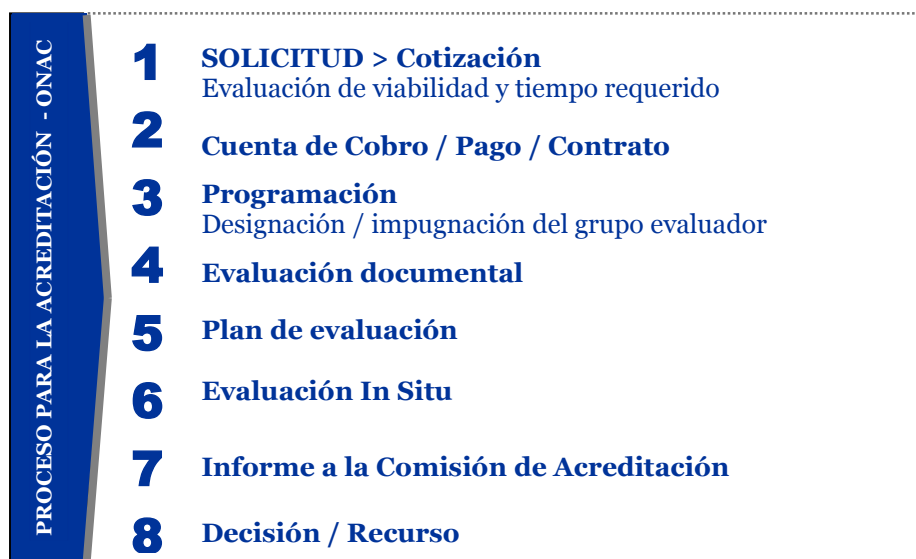 PROCESO PARA LA ACREDITACIÓN - ONAC
1 SOLICITUD > Cotización
Evaluación de viabilidad y tiempo requerido
2 Cuenta de Cobro / Pago / Contrato
3 Programación
Designación / impugnación del grupo evaluador
4 Evaluación documental
5 Plan de evaluación
6 Evaluación In Situ
7 Informe a la Comisión de Acreditación
8 Decisión / Recurso